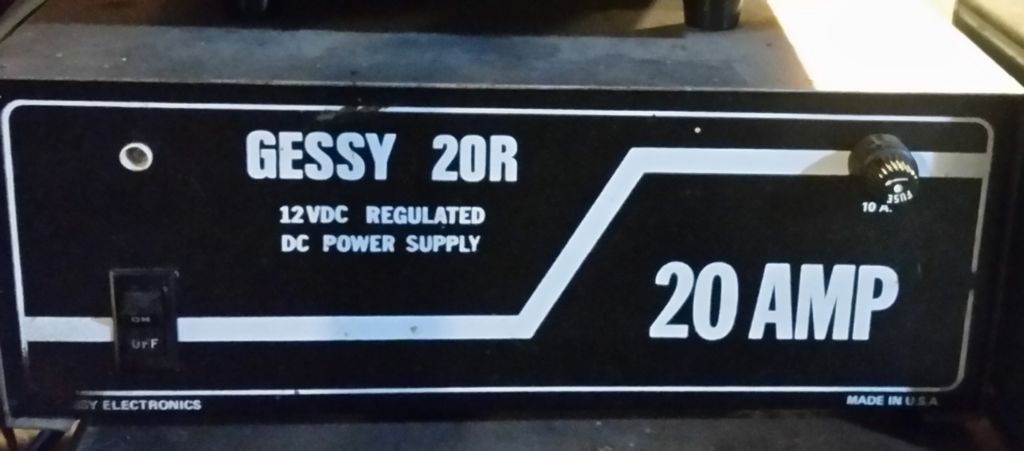 GESSY 20R
12VDC REGULATED
DC POWER SUPPLY
FUSE
10 A.
20 AMP
ON
OFF
ELECTRONICS
MADE IN U.S.A.